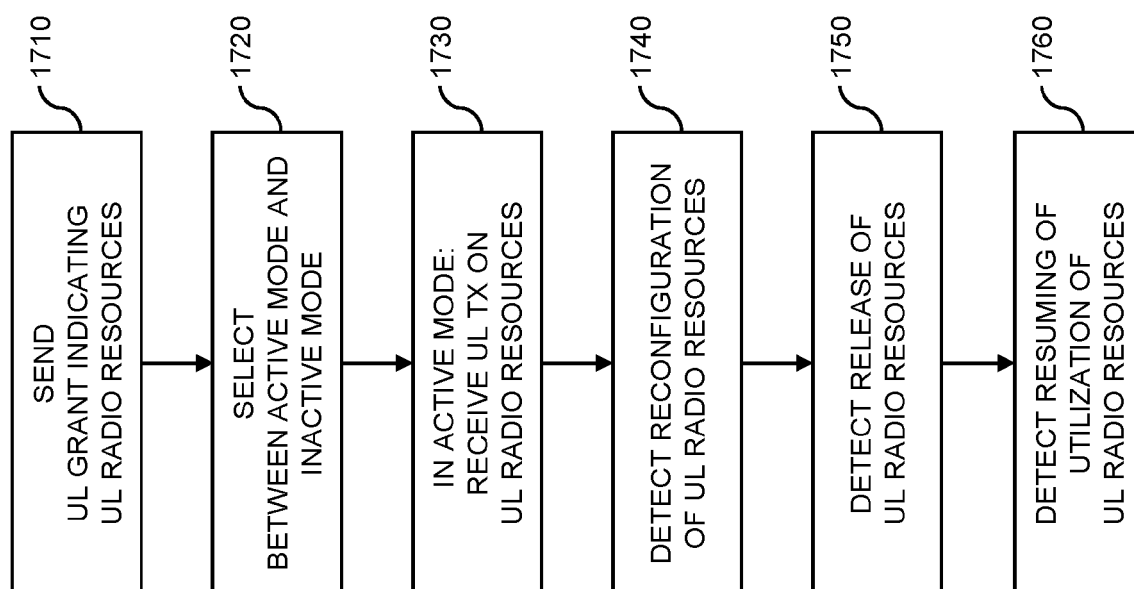 1710
SEND
UL GRANT INDICATING
UL RADIO RESOURCES
1720
SELECT
BETWEEN ACTIVE MODE AND
INACTIVE MODE
1730
IN ACTIVE MODE:
RECEIVE UL TX ON
UL RADIO RESOURCES
1740
DETECT RECONFIGURATION
OF UL RADIO RESOURCES
1750
DETECT RELEASE OF
UL RADIO RESOURCES
1760
DETECT RESUMING OF
UTILIZATION OF
UL RADIO RESOURCES